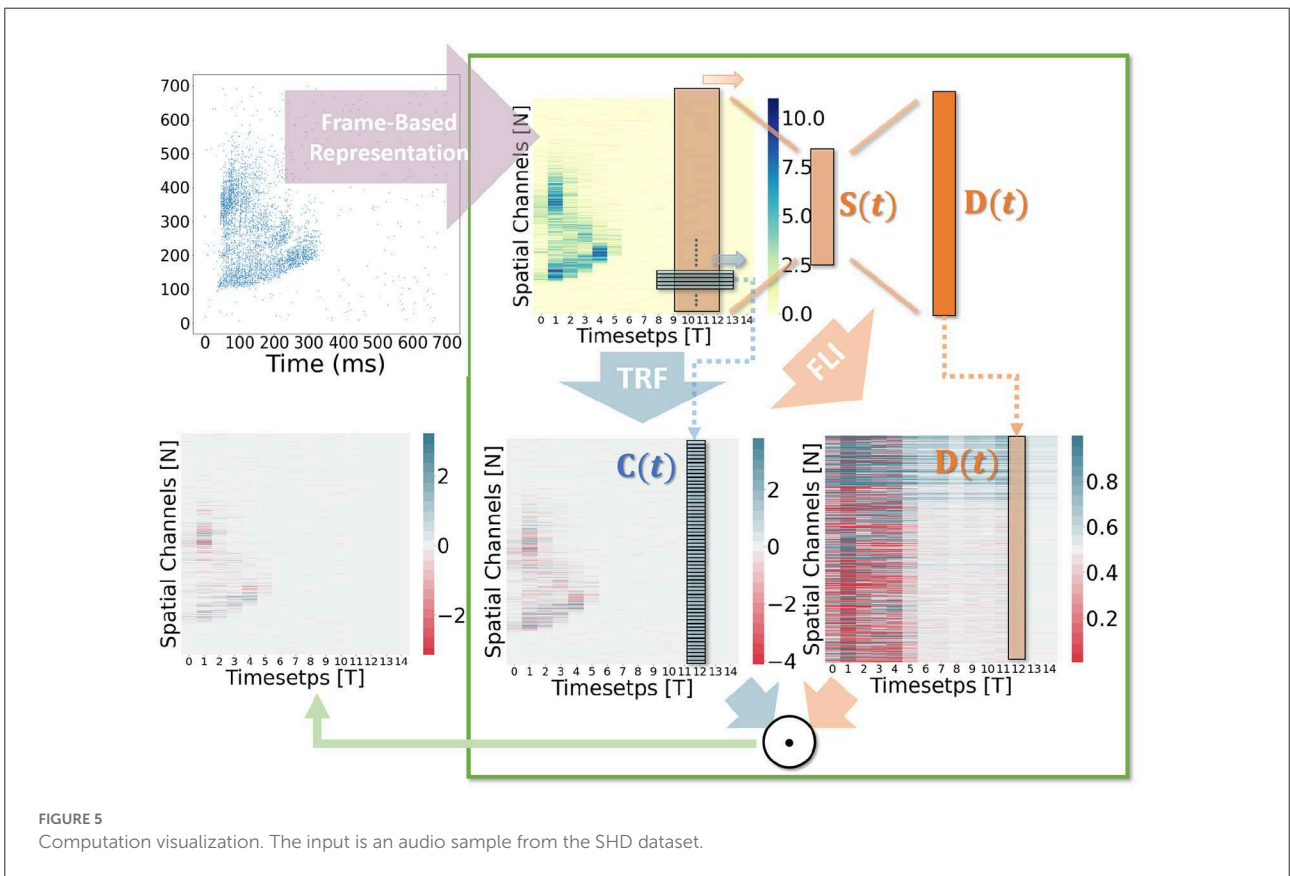 700
600
500
400
300
200
100
0
0 100 200 300 400 500 600 700
Time (ms)
Frame-Based
Representation
Spatial Channels [N]
0 1 2 3 4 5 6 7 8 9 10 11 12 13 14
Timesetps [T]
10.0
7.5
5.0
2.5
0.0
S(t)
D(t)
TRF
FLI
Spatial Channels [N]
0 1 2 3 4 5 6 7 8 9 10 11 12 13 14
Timesetps [T]
2
0
−2
Spatial Channels [N]
C(t)
0 1 2 3 4 5 6 7 8 9 10 11 12 13 14
Timesetps [T]
2
0
−2
−4
Spatial Channels [N]
D(t)
0 1 2 3 4 5 6 7 8 9 10 11 12 13 14
Timesetps [T]
0.8
0.6
0.4
0.2
FIGURE 5
Computation visualization. The input is an audio sample from the SHD dataset.